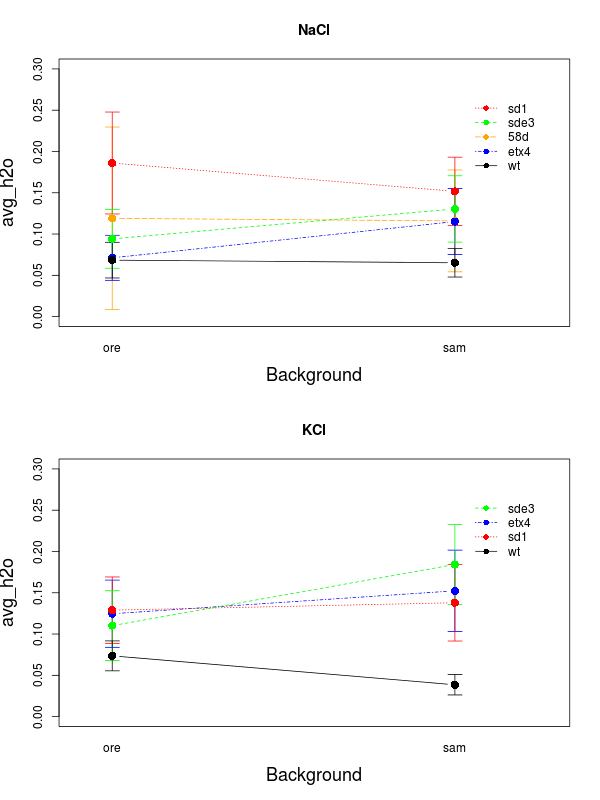 NaCl
avg_h2o
0.30
0.25
0.20
0.15
0.10
0.05
0.00
sd1
sde3
58d
etx4
wt
ore
sam
Background
KCl
avg_h2o
0.30
0.25
0.20
0.15
0.10
0.05
0.00
sde3
etx4
sd1
wt
ore
sam
Background